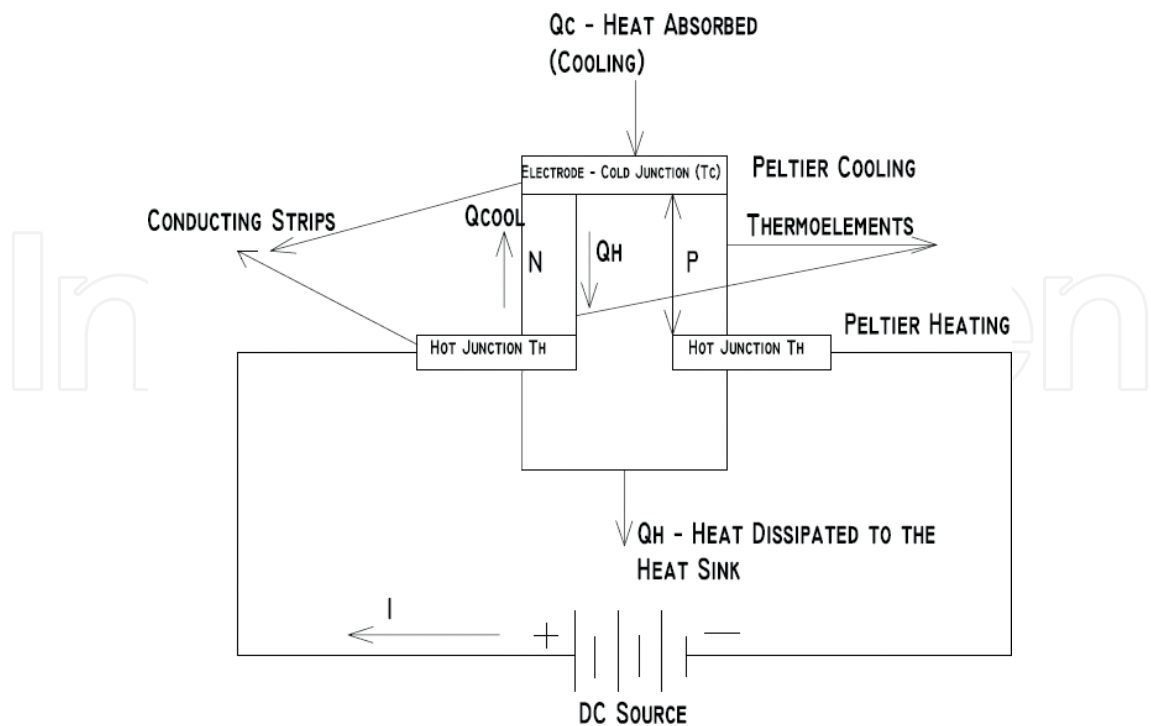 QC - HEAT ABSORBED
(COOLING)
ELECTRODE - COLD JUNCTION (TC)
PELTIER COOLING
CONDUCTING STRIPS
QCOOL
THERMOELEMENTS
N
QH
P
PELTIER HEATING
HOT JUNCTION TH
HOT JUNCTION TH
QH - HEAT DISSIPATED TO THE
HEAT SINK
I
+
—
DC SOURCE